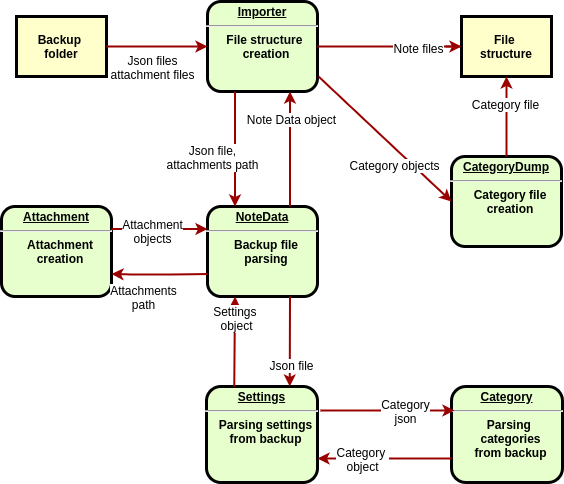 Backup
folder
Json files
attachment files
Importer
File structure
creation
Note files
File
structure
Json file,
attachments path
Note Data object
Category objects
Category file
CategoryDump
Category file
creation
Attachment
Attachment
creation
Attachment
objects
Attachments
path
NoteData
Backup file
parsing
Settings
object
Json file
Settings
Parsing settings
from backup
Category
json
Category
object
Category
Parsing
categories
from backup